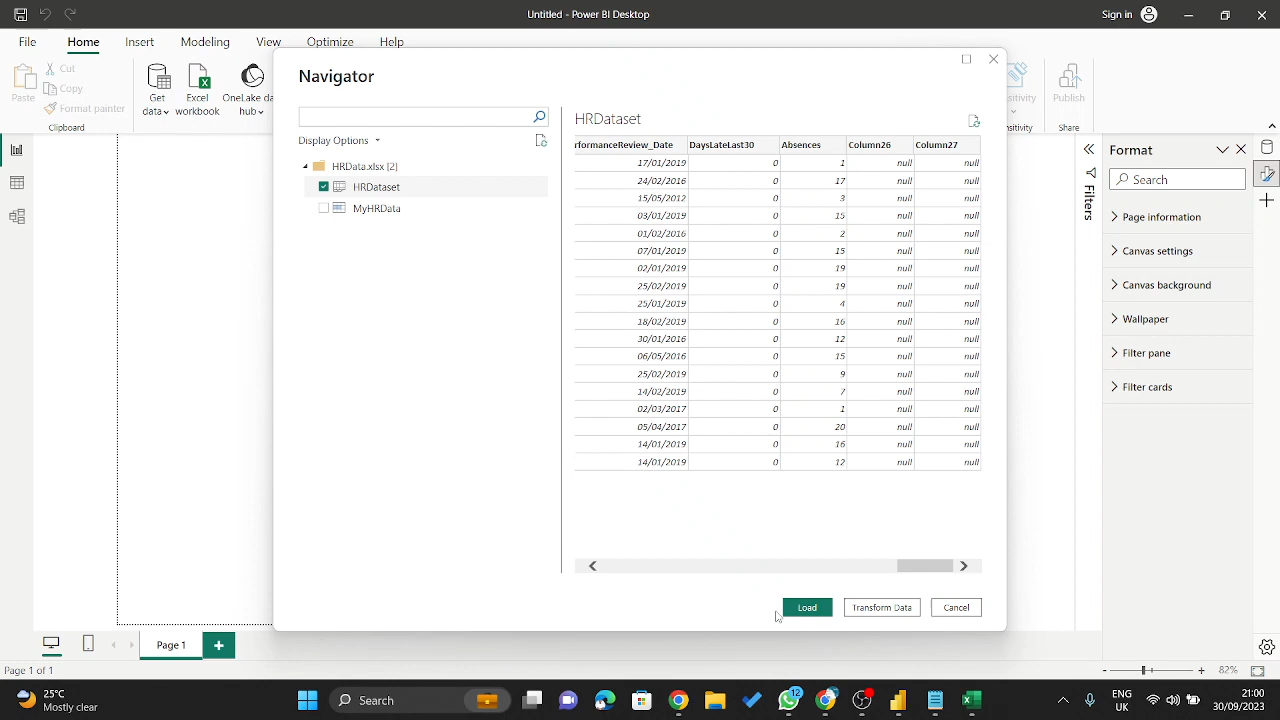 Untitled - Power BI Desktop
Sign in
File Home Insert Modeling View Optimize Help
Paste
Cut
Copy
Format painter
Clipboard
Get data
Excel workbook
OneLake da
hub
sitivity
sitivity
Publish
Share
Navigator
Display Options
HRData.xlsx [2]
HRDataset
MyHRData
HRDataset
rformanceReview_Date DaysLateLast30 Absences Column26 Column27
17/01/2019 0 1 null null
24/02/2016 0 17 null null
15/05/2012 0 3 null null
03/01/2019 0 15 null null
01/02/2016 0 2 null null
07/01/2019 0 15 null null
02/01/2019 0 19 null null
25/02/2019 0 19 null null
25/01/2019 0 4 null null
18/02/2019 0 16 null null
30/01/2016 0 12 null null
06/05/2016 0 15 null null
25/02/2019 0 9 null null
14/02/2019 0 7 null null
02/03/2017 0 1 null null
05/04/2017 0 20 null null
14/01/2019 0 16 null null
14/01/2019 0 12 null null
Load Transform Data Cancel
Filters
Format
Search
Page information
Canvas settings
Canvas background
Wallpaper
Filter pane
Filter cards
Page 1
Page 1 of 1
82%
25°C
Mostly clear
Search
12
ENG
UK
21:00
30/09/2023